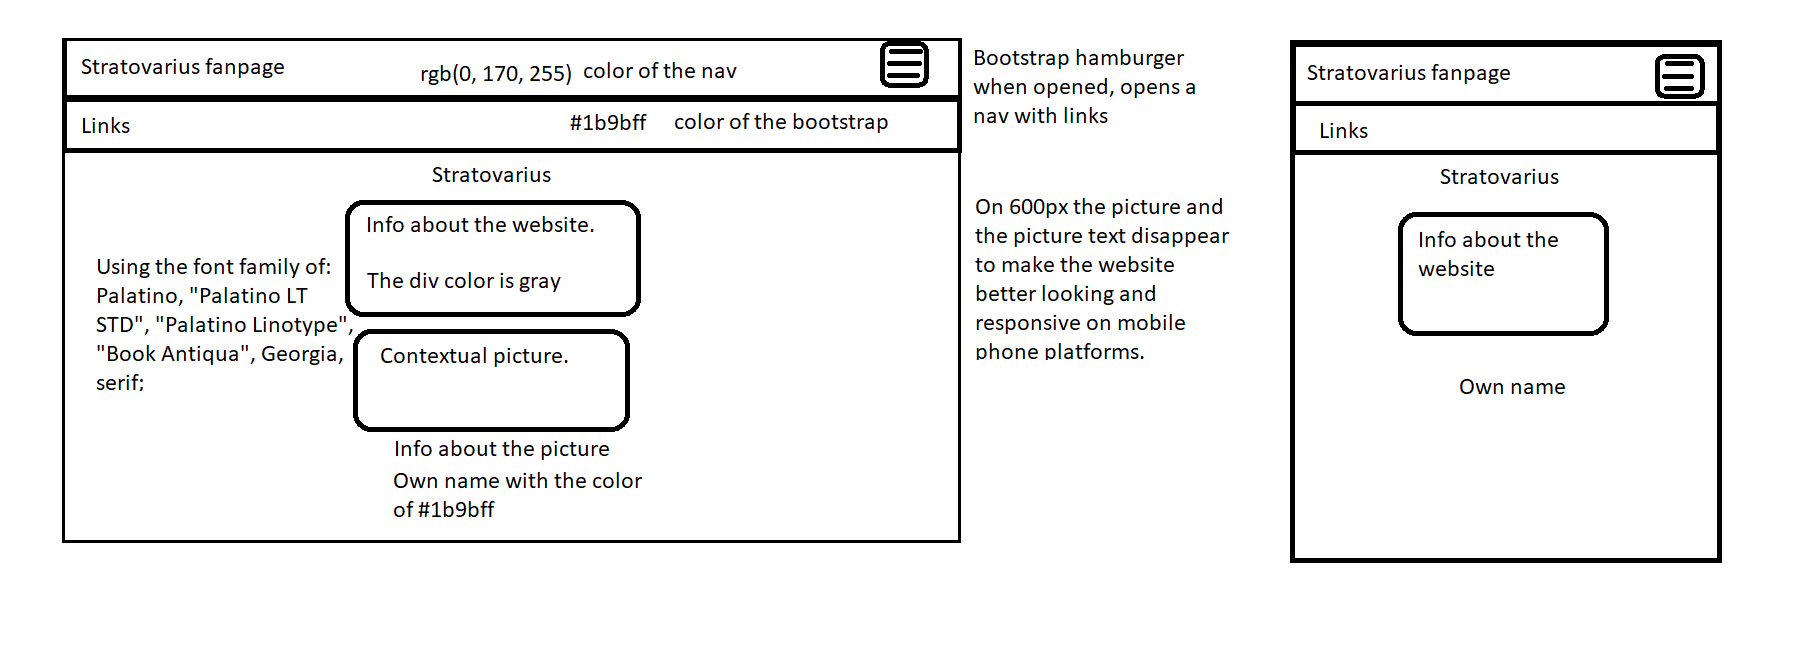 Stratovarius fanpage
rgb(0, 170, 255) color of the nav
Links
#1b9bff color of the bootstrap
Stratovarius
Info about the website.
The div color is gray
Using the font family of:
Palatino, "Palatino LT
STD", "Palatino Linotype",
"Book Antiqua", Georgia,
serif;
Contextual picture.
Info about the picture
Own name with the color
of #1b9bff
Bootstrap hamburger
when opened, opens a
nav with links
On 600px the picture and
the picture text disappear
to make the website
better looking and
responsive on mobile
phone platforms.
Stratovarius fanpage
Links
Stratovarius
Info about the
website
Own name